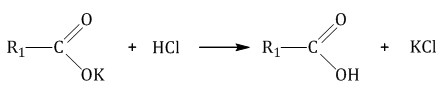 O O
R₁ C + HCl R₁ C + KCl
OK OH